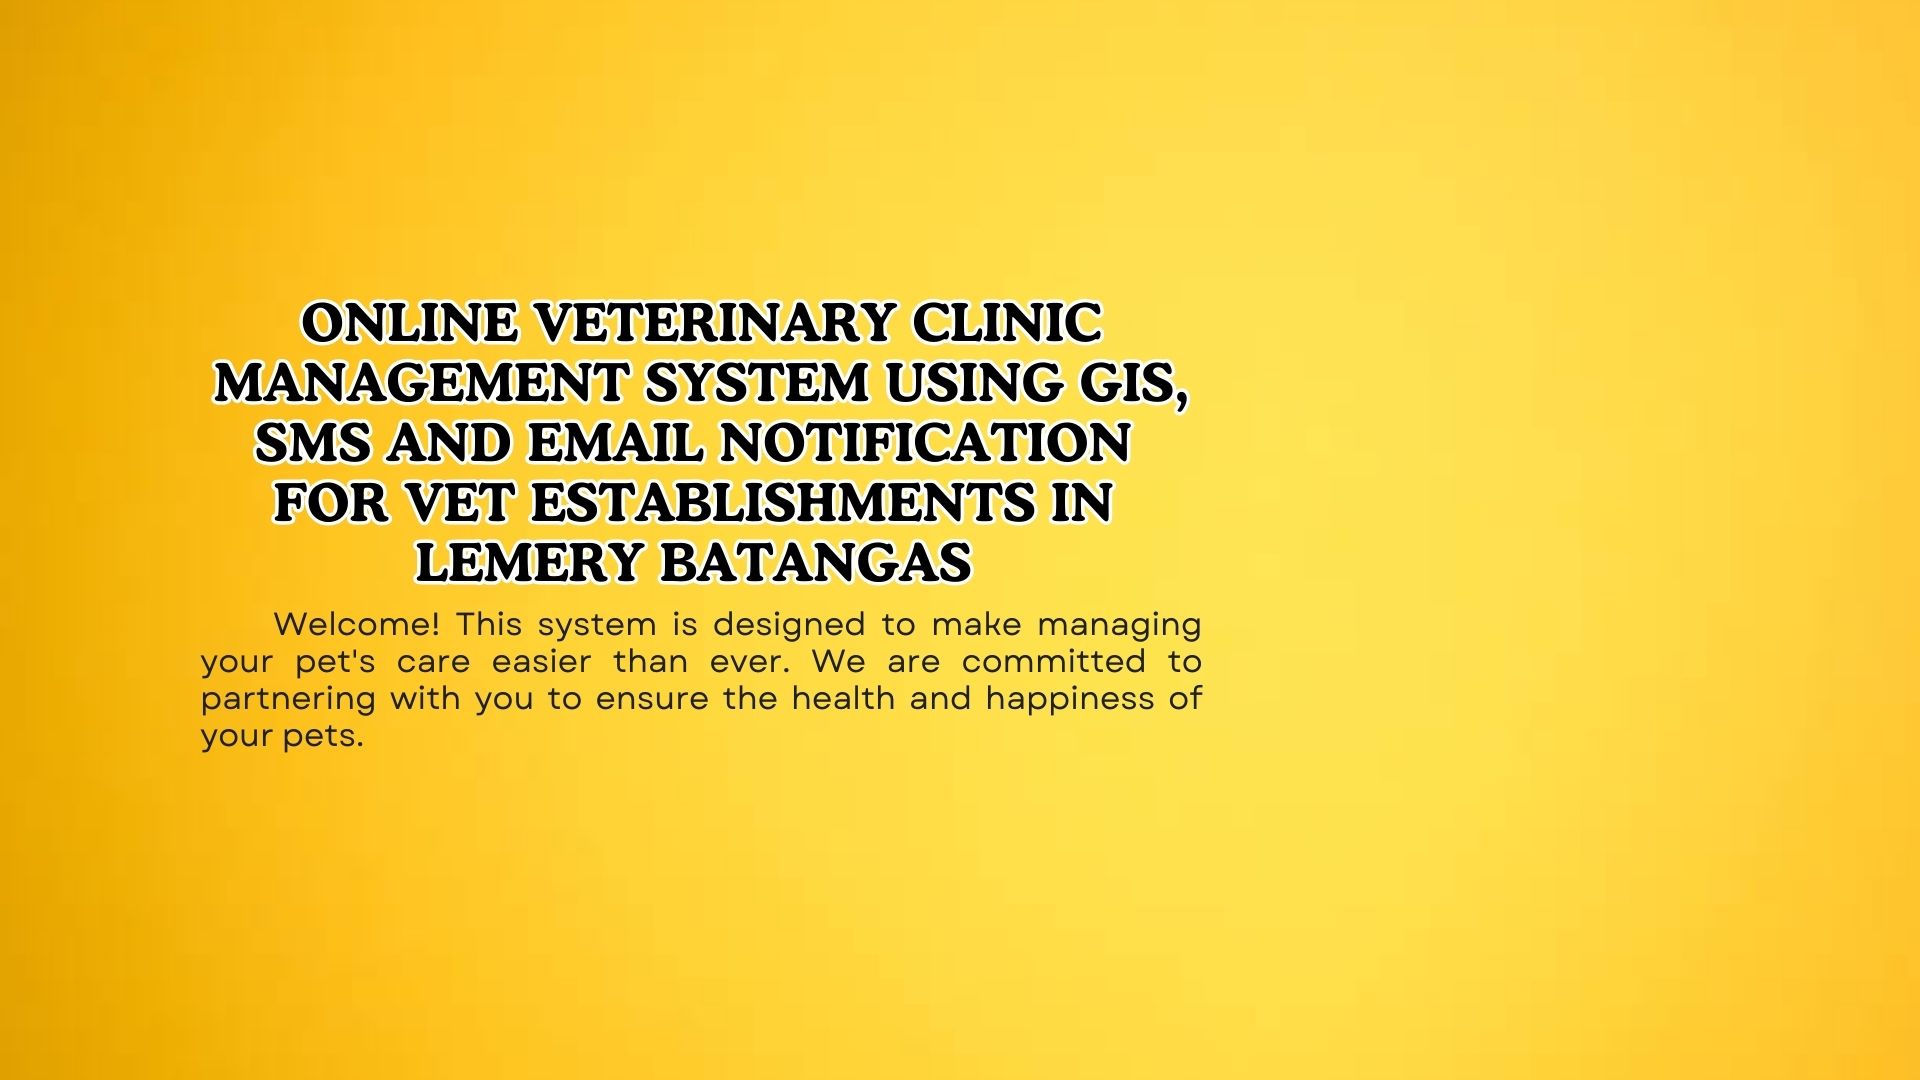 ONLINE VETERINARY CLINIC
MANAGEMENT SYSTEM USING GIS,
SMS AND EMAIL NOTIFICATION
FOR VET ESTABLISHMENTS IN
LEMERY BATANGAS
Welcome! This system is designed to make managing
your pet's care easier than ever. We are committed to
partnering with you to ensure the health and happiness of
your pets.